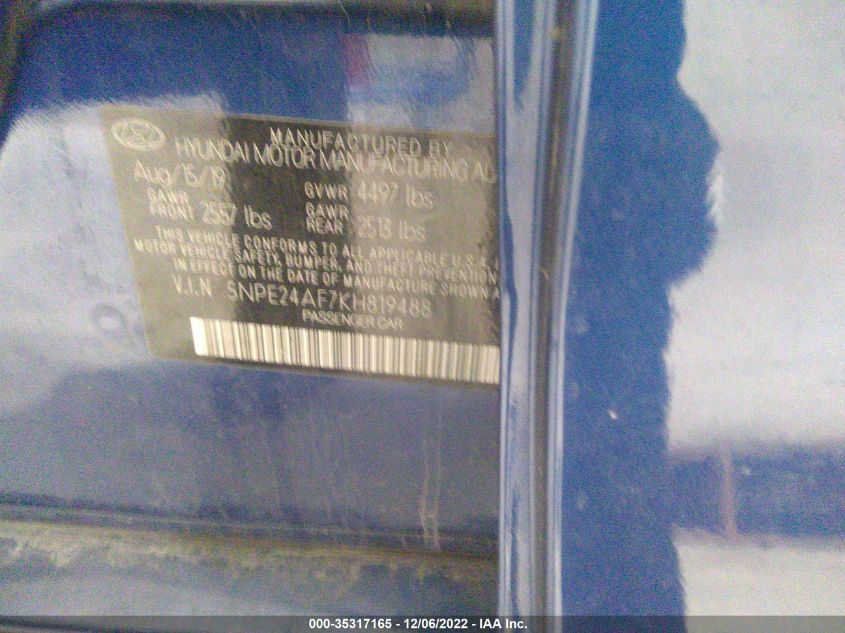 MANUFACTURED BY
HYUNDAI MOTOR MANUFACTURING
Aug/15/19 GVWR 4497 lbs
GAWR FRONT 2557 lbs GAWR REAR 2513 lbs
THIS VEHICLE CONFORMS TO ALL APPLICABLE U.S.A.
MOTOR VEHICLE SAFETY, BUMPER, AND THEFT PREVENTION
IN EFFECT ON THE DATE OF MANUFACTURE SHOWN
V.I.N 5NPE24AF7KH819488
PASSENGER CAR
000-35317165 - 12/06/2022 - IAA Inc.